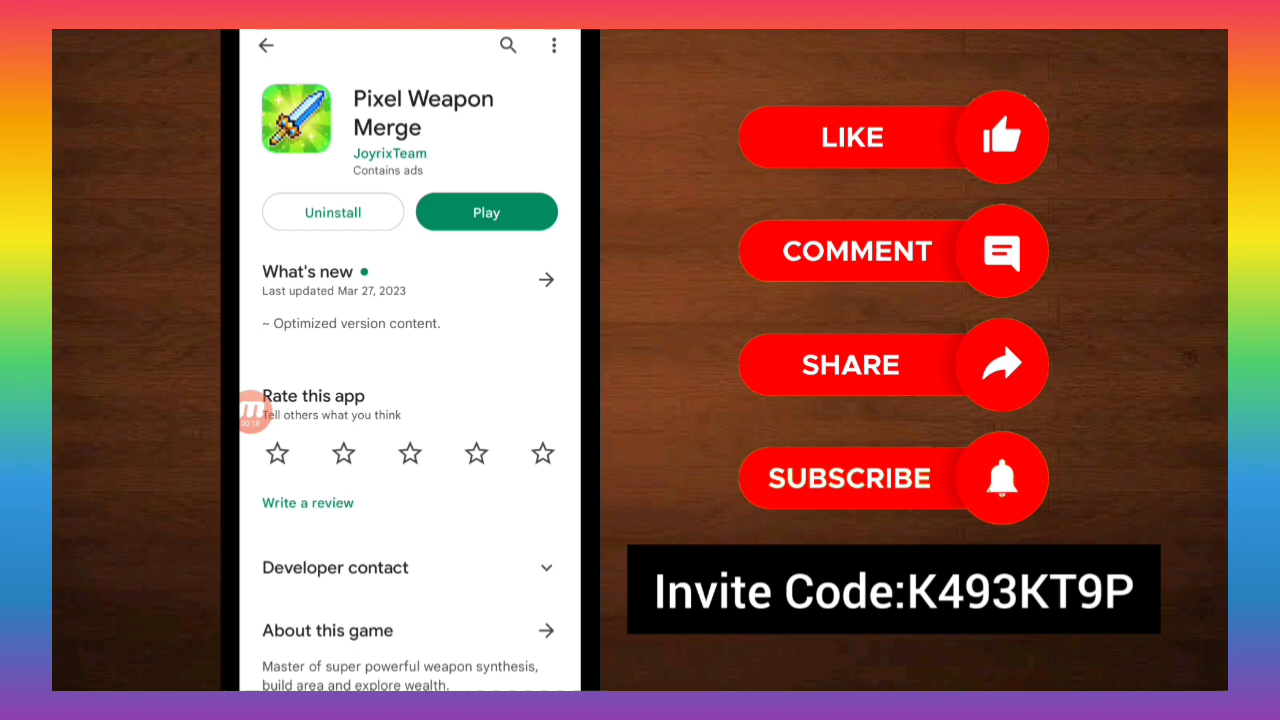 Pixel Weapon
Merge
JoyrixTeam
Contains ads
Uninstall
Play
What's new
Last updated Mar 27, 2023
~ Optimized version content.
Rate this app
Tell others what you think
00:18
Write a review
Developer contact
About this game
Master of super powerful weapon synthesis,
build area and explore wealth.
LIKE
COMMENT
SHARE
SUBSCRIBE
Invite Code:K493KT9P